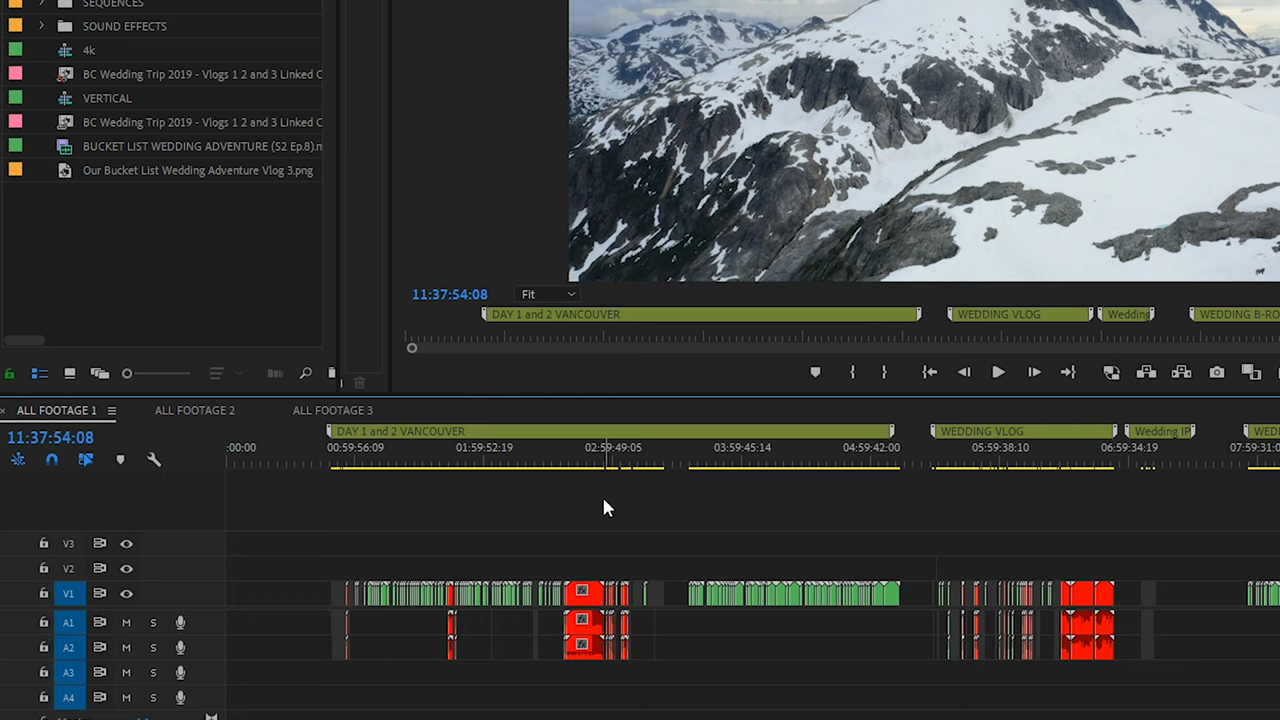 SEQUENCES
SOUND EFFECTS
4k
BC Wedding Trip 2019 - Vlogs 1 2 and 3 Linked C
VERTICAL
BC Wedding Trip 2019 - Vlogs 1 2 and 3 Linked C
BUCKET LIST WEDDING ADVENTURE (S2 Ep.8).m
Our Bucket List Wedding Adventure Vlog 3.png
11:37:54:08 Fit
DAY 1 and 2 VANCOUVER WEDDING VLOG Wedding WEDDING B-RO
ALL FOOTAGE 1 ALL FOOTAGE 2 ALL FOOTAGE 3
11:37:54:08
DAY 1 and 2 VANCOUVER WEDDING VLOG Wedding IP WED
:00:00 00:59:56:09 01:59:52:19 02:59:49:05 03:59:45:14 04:59:42:00 05:59:38:10 06:59:34:19 07:59:31:0
V3
V2
V1
A1 M S
A2 M S
A3 M S
A4 M S